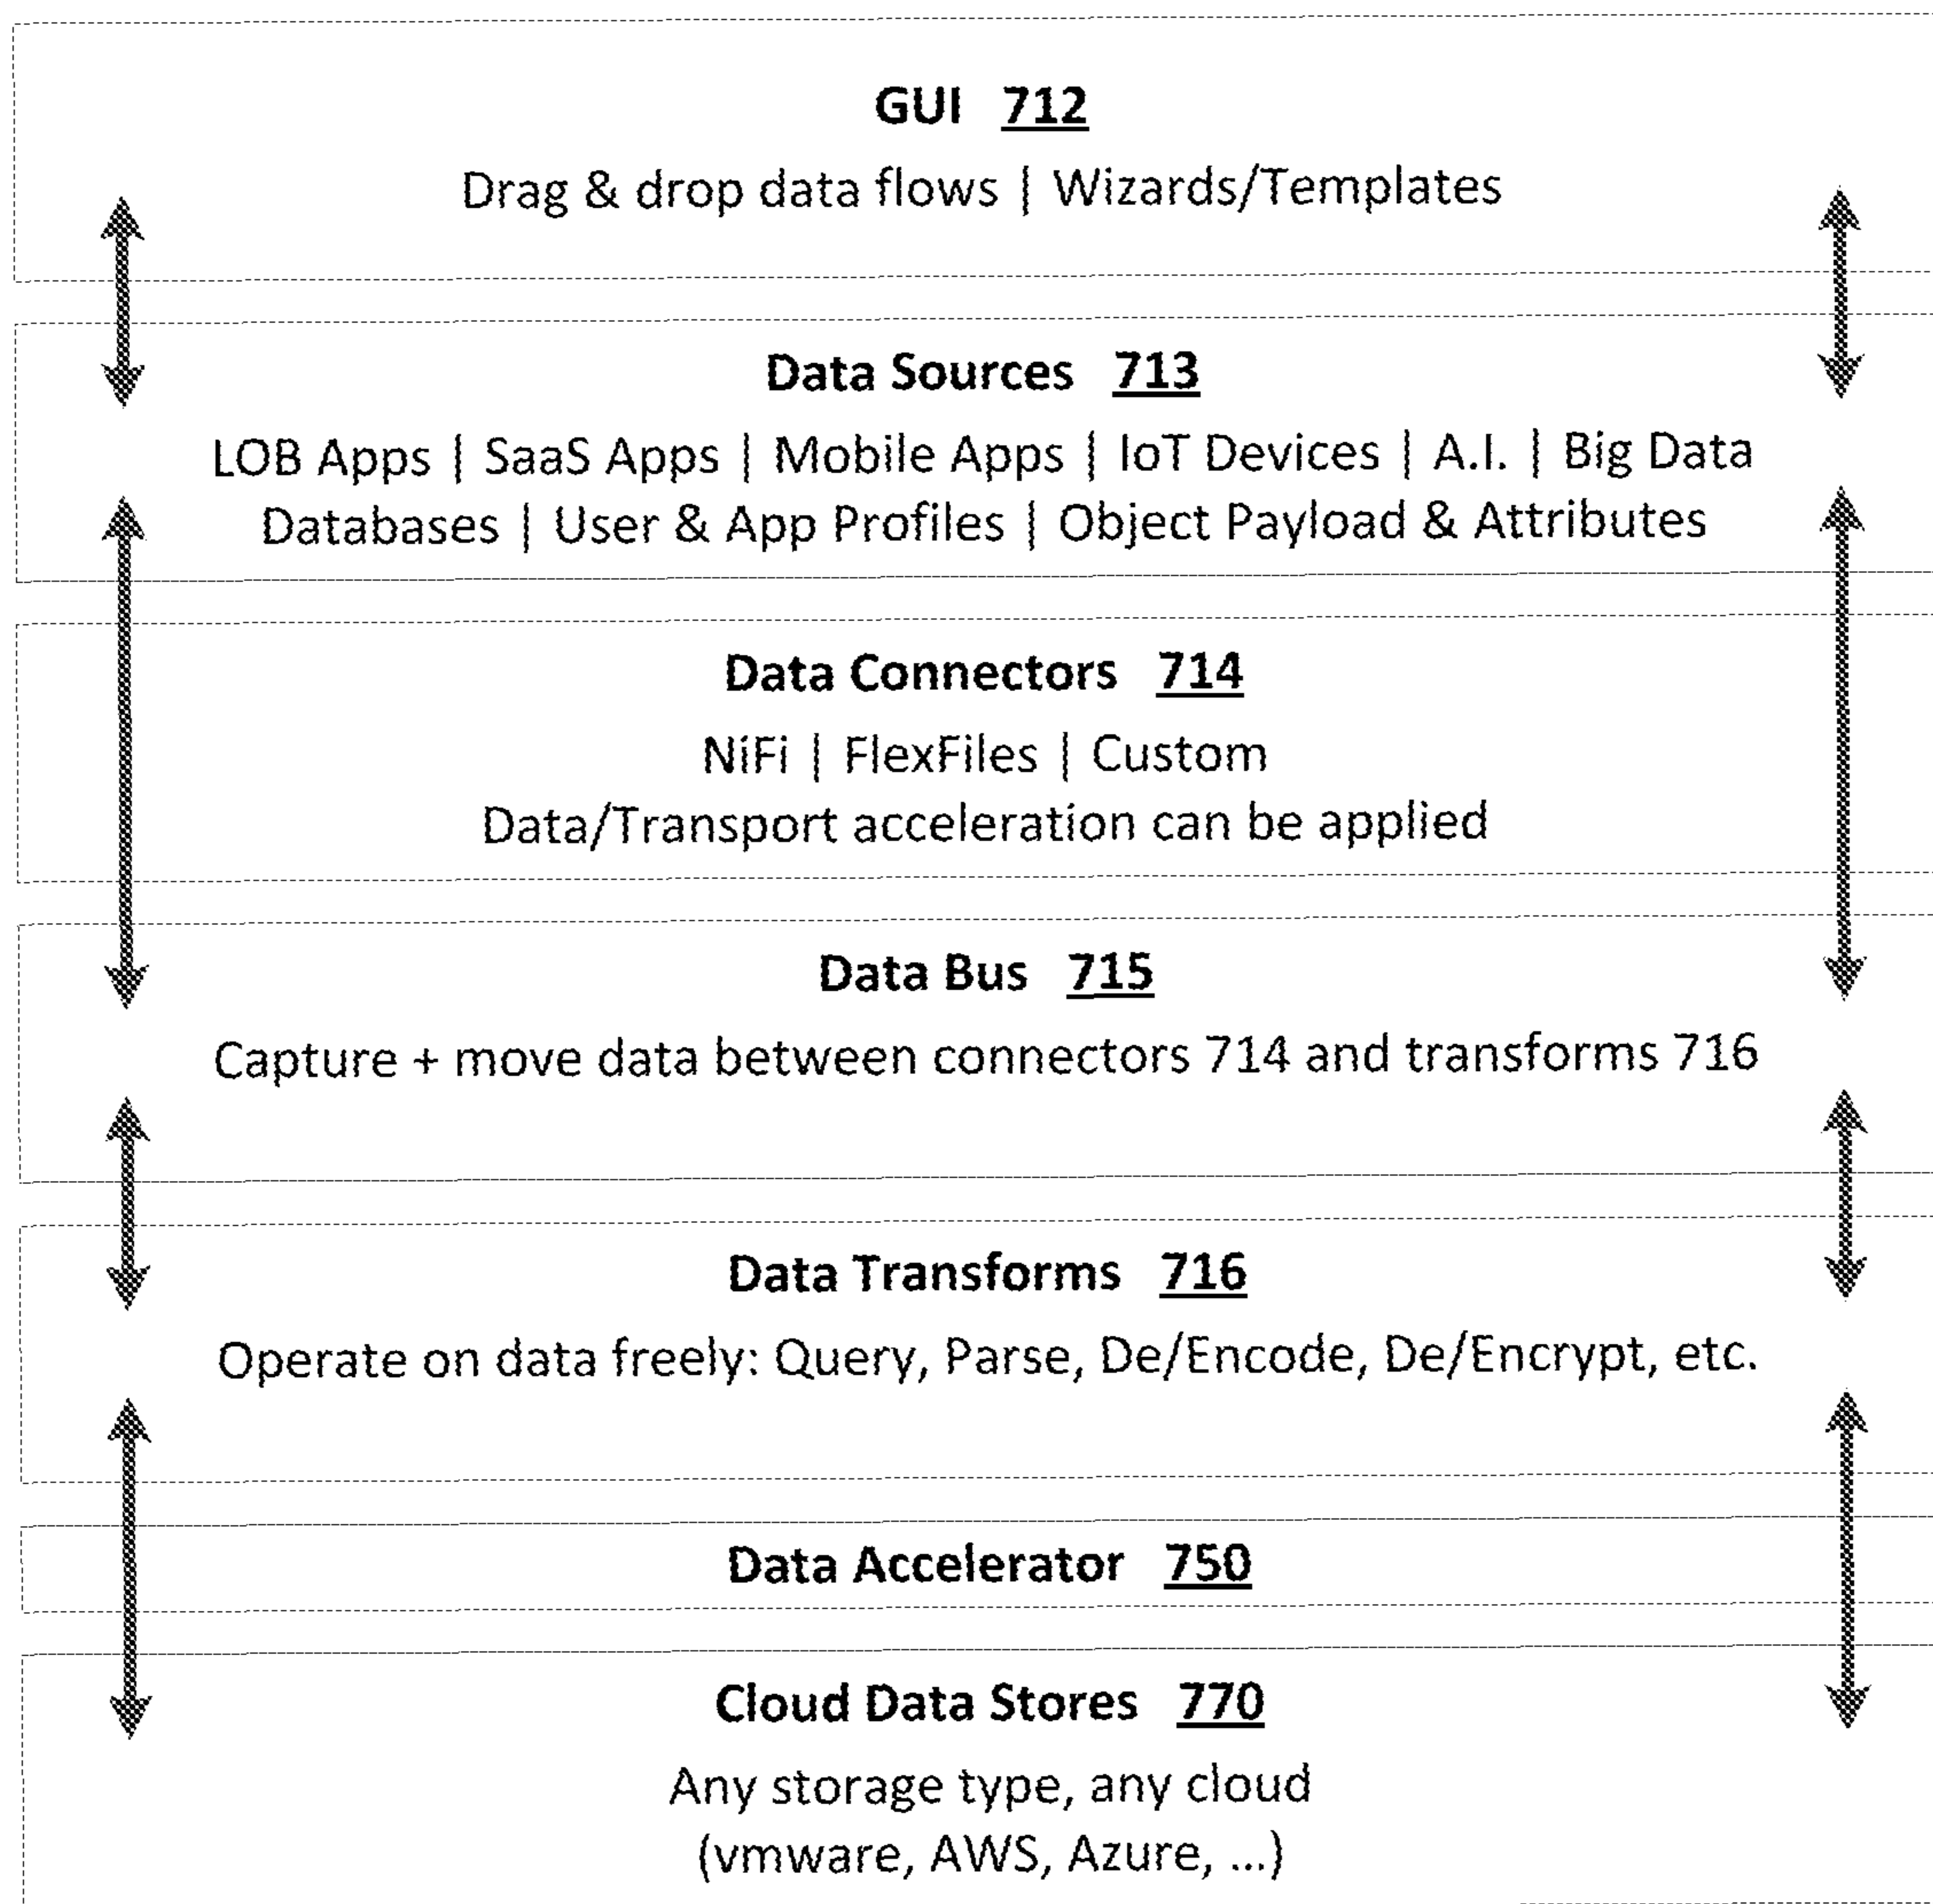 GUI 712
Drag & drop data flows | Wizards/Templates
Data Sources 713
LOB Apps | SaaS Apps | Mobile Apps | IoT Devices | A.I. | Big Data
Databases | User & App Profiles | Object Payload & Attributes
Data Connectors 714
NiFi | FlexFiles | Custom
Data/Transport acceleration can be applied
Data Bus 715
Capture + move data between connectors 714 and transforms 716
Data Transforms 716
Operate on data freely: Query, Parse, De/Encode, De/Encrypt, etc.
Data Accelerator 750
Cloud Data Stores 770
Any storage type, any cloud
(vmware, AWS, Azure, ...)